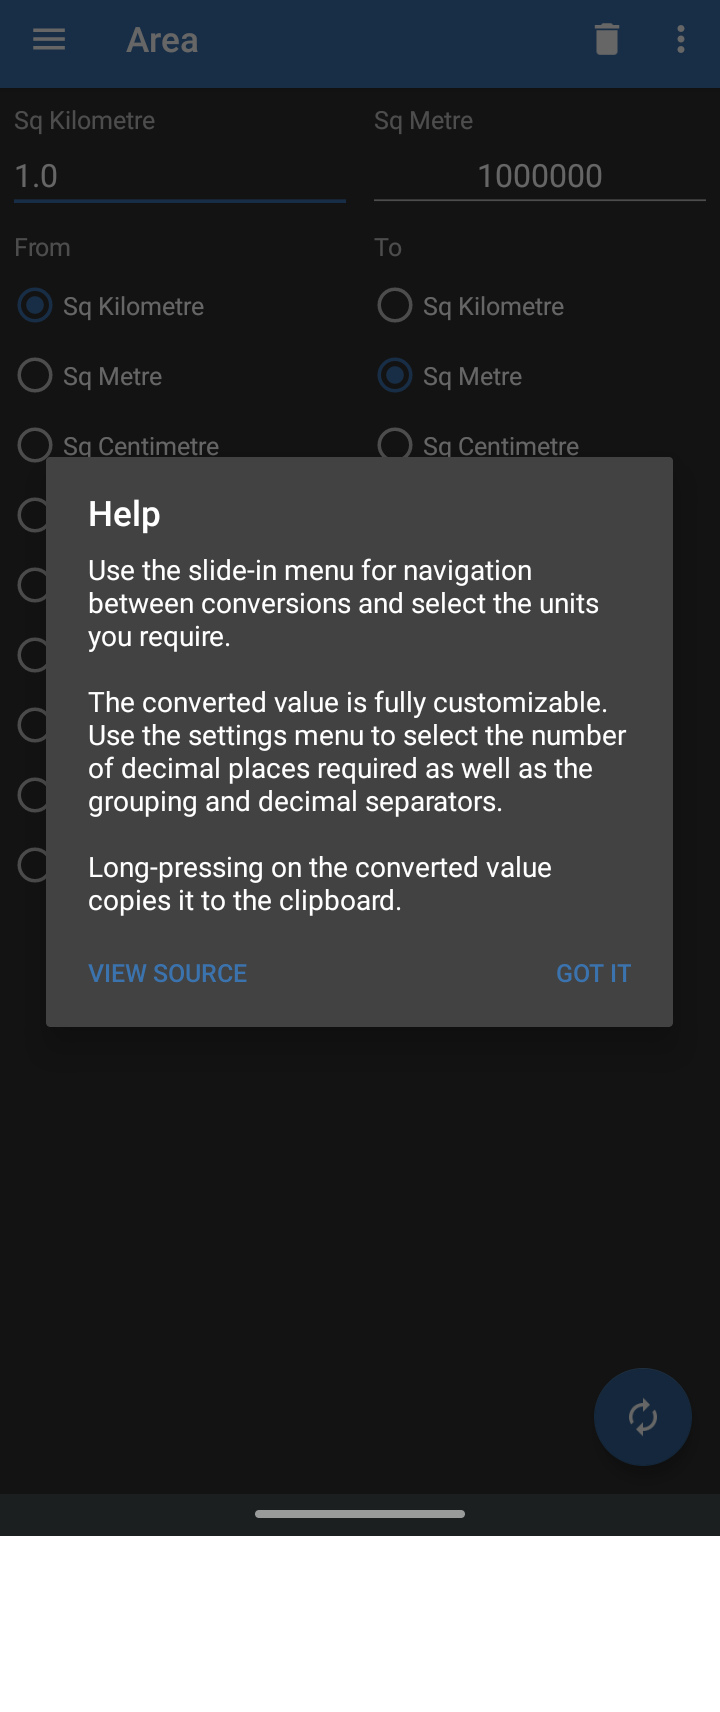 Area
Sq Kilometre
Sq Metre
1.0
1000000
From
To
Sq Kilometre
Sq Kilometre
Sq Metre
Sq Metre
Sq Centimetre
Sq Centimetre
Help
Use the slide-in menu for navigation
between conversions and select the units
you require.
The converted value is fully customizable.
Use the settings menu to select the number
of decimal places required as well as the
grouping and decimal separators.
Long-pressing on the converted value
copies it to the clipboard.
VIEW SOURCE
GOT IT